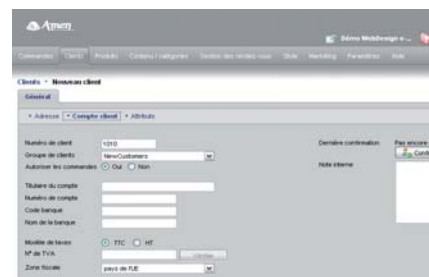 Amen
Démo WebDesign e-...
Commandes Clients Produits Contenu / catégories Gestion des rendez-vous Style Marketing Paramètres Aide
Clients • Nouveau client
Général
Adresse Compte client Attributs
Numéro de client 1010
Dernière confirmation Pas encore
Groupe de clients NewCustomers
Autoriser les commandes Oui Non
Note interne
Titulaire du compte
Numéro de compte
Code banque
Nom de la banque
Modèle de taxes TTC HT
N° de TVA
Zone fiscale pays de l'UE